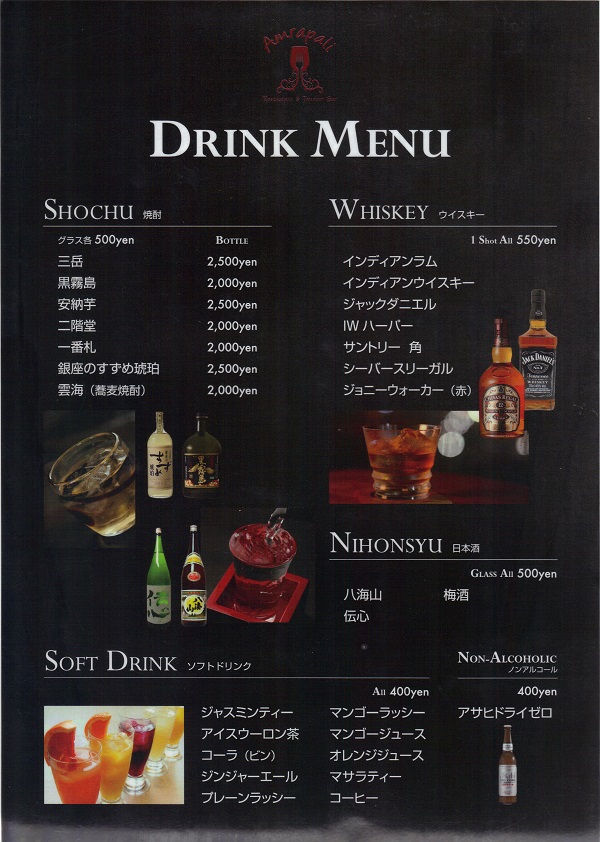 Amrapali
DRINK MENU
SHOCHU 焼酎
グラス各 500yen BOTTLE
三岳 2,500yen
黒霧島 2,000yen
安納芋 2,500yen
二階堂 2,000yen
一番札 2,000yen
銀座のすずめ琥珀 2,500yen
雲海（蕎麦焼酎） 2,000yen
WHISKEY ウイスキー
1 SHOT ALL 550yen
インディアンラム
インディアンウイスキー
ジャックダニエル
IW ハーパー
サントリー 角
シーバースリーガル
ジョニーウォーカー（赤）
JACK DANIEL'S
NIHONSYU 日本酒
GLASS ALL 500yen
八海山 梅酒
伝心
SOFT DRINK ソフトドリンク
ALL 400yen
ジャスミンティー マンゴーラッシー
アイスウーロン茶 マンゴージュース
コーラ（ビン） オレンジジュース
ジンジャーエール マサラティー
プレーンラッシー コーヒー
NON-ALCOHOLIC
ノンアルコール
400yen
アサヒドライゼロ